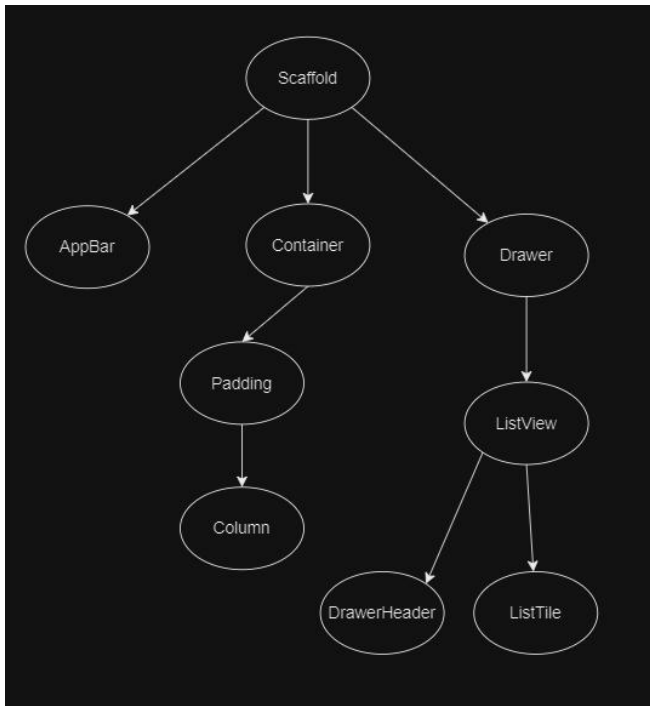 Scaffold
AppBar
Container
Drawer
Padding
ListView
Column
DrawerHeader
ListTile